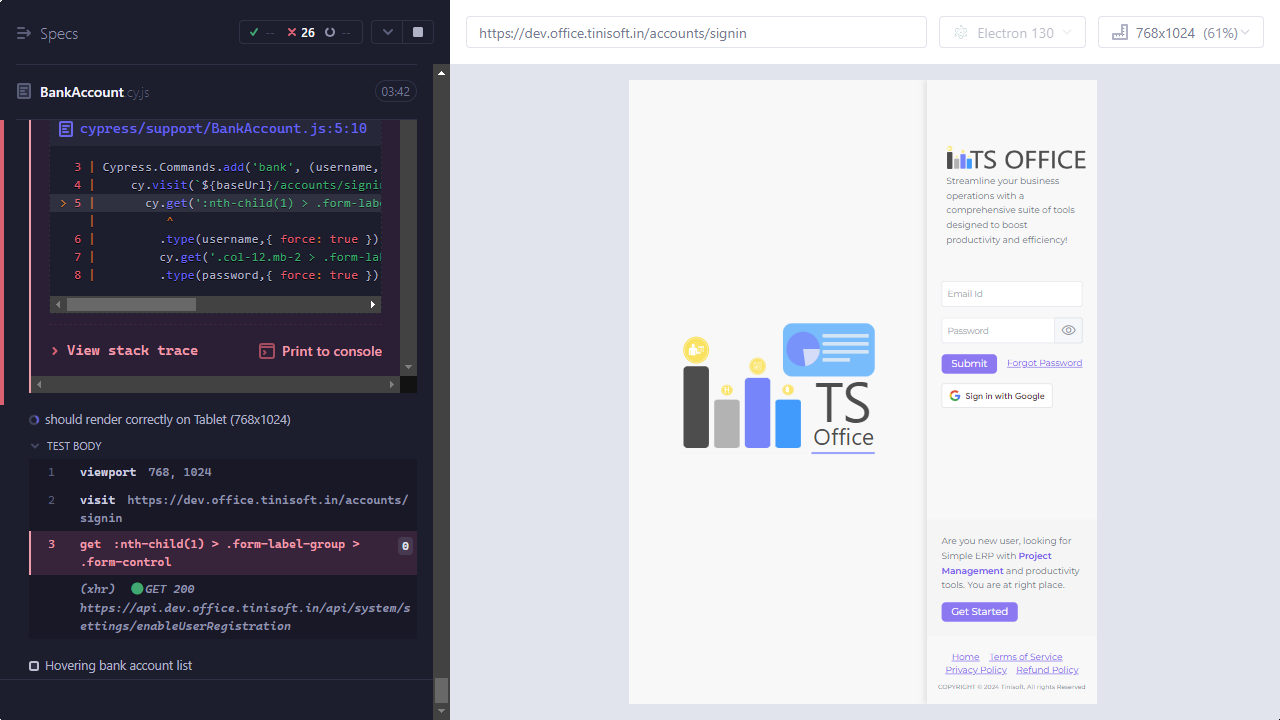 Specs
-- 26 --
BankAccount cy.js
03:42
cypress/support/BankAccount.js:5:10
3 | Cypress.Commands.add('bank', (username,
4 | cy.visit(`${baseUrl}/accounts/signin
> 5 | cy.get(':nth-child(1) > .form-labe
| ^
6 | .type(username,{ force: true })
7 | cy.get('.col-12.mb-2 > .form-la
8 | .type(password,{ force: true })
> View stack trace
Print to console
should render correctly on Tablet (768x1024)
TEST BODY
1 viewport 768, 1024
2 visit https://dev.office.tinisoft.in/accounts/
signin
3 get :nth-child(1) > .form-label-group >
.form-control
0
(xhr) GET 200
https://api.dev.office.tinisoft.in/api/system/s
ettings/enableUserRegistration
Hovering bank account list
https://dev.office.tinisoft.in/accounts/signin
Electron 130
768x1024 (61%)
TS
Office
TS OFFICE
Streamline your business
operations with a
comprehensive suite of tools
designed to boost
productivity and efficiency!
Email Id
Password
Submit
Forgot Password
Sign in with Google
Are you new user, looking for
Simple ERP with Project
Management and productivity
tools. You are at right place.
Get Started
Home Terms of Service
Privacy Policy Refund Policy
COPYRIGHT © 2024 Tinisoft, All rights Reserved